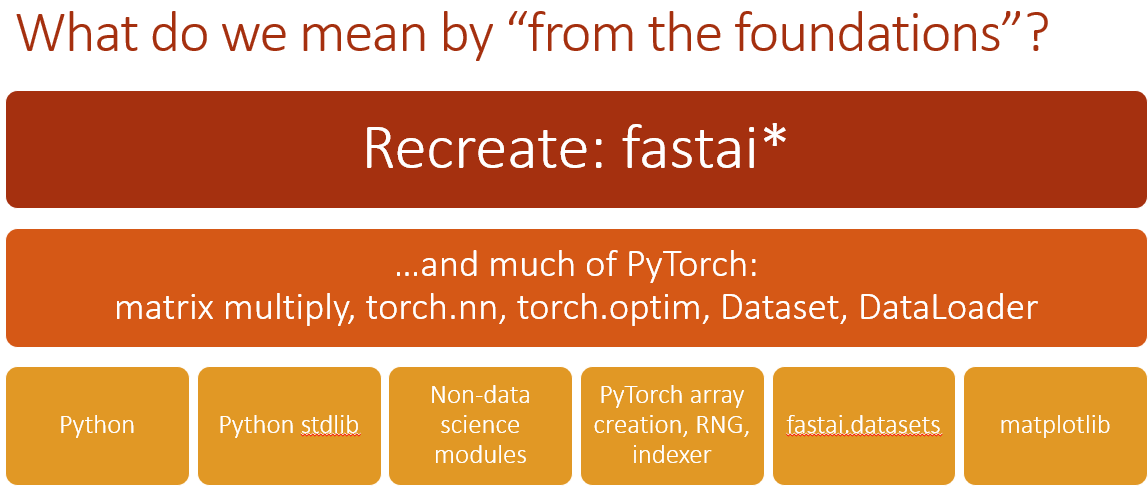 What do we mean by “from the foundations”?
Recreate: fastai*
...and much of PyTorch:
matrix multiply, torch.nn, torch.optim, Dataset, DataLoader
Python
Python stdlib
Non-data
science
modules
PyTorch array
creation, RNG,
indexer
fastai.datasets
matplotlib